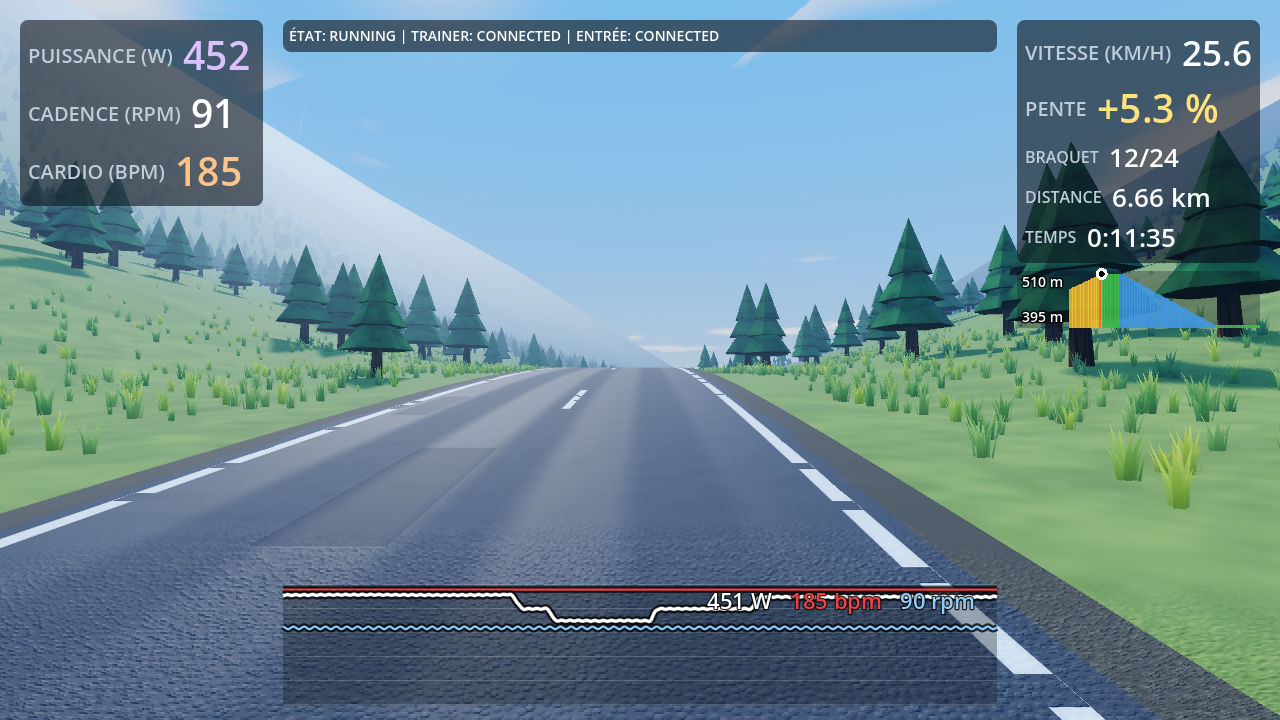 PUISSANCE (W) 452
CADENCE (RPM) 91
CARDIO (BPM) 185
ÉTAT: RUNNING | TRAINER: CONNECTED | ENTRÉE: CONNECTED
VITESSE (KM/H) 25.6
PENTE +5.3 %
BRAQUET 12/24
DISTANCE 6.66 km
TEMPS 0:11:35
510 m
395 m
451 W 185 bpm 90 rpm